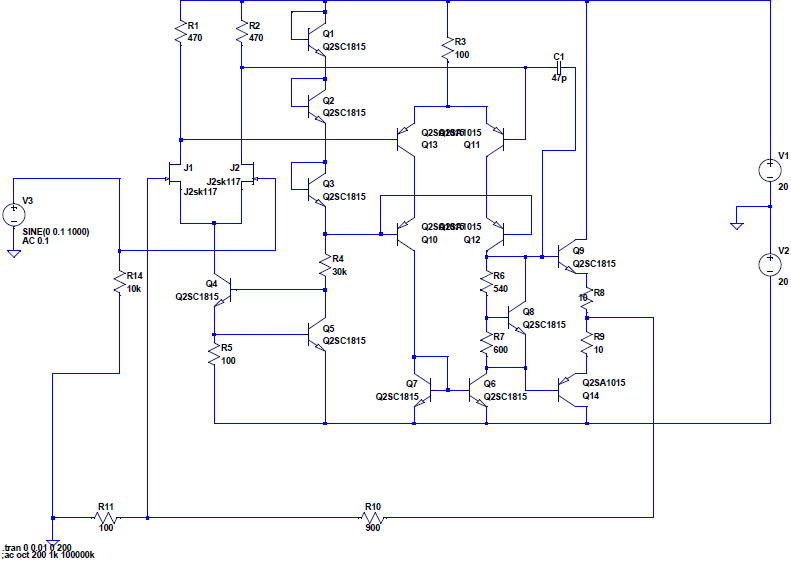 R1
470
R2
470
Q1
Q2SC1815
R3
100
C1
47p
Q2
Q2SC1815
Q13
Q2SA1015
Q11
J1
J2sk117
J2
J2sk117
Q3
Q2SC1815
V1
20
V3
SINE(0 0.1 1000)
AC 0.1
Q10
Q12
R4
30k
Q9
Q2SC1815
V2
20
R14
10k
Q4
Q2SC1815
R6
540
R8
10
Q8
Q2SC1815
Q5
Q2SC1815
R5
100
R7
600
R9
10
Q7
Q2SC1815
Q6
Q2SC1815
Q2SA1015
Q14
R11
100
R10
900
.tran 0 0.01 0 200
;ac oct 200 1k 100000k